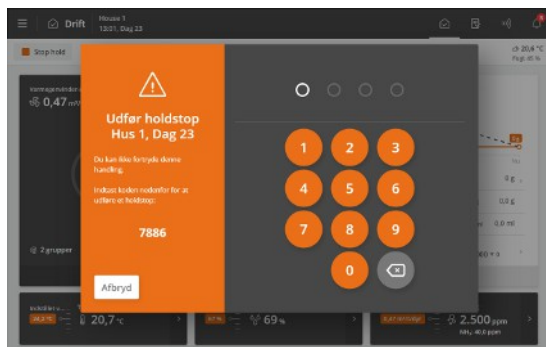 Drift
House 1
13:01, Dag 23
Stop hold
20,6 °C
Fugt 65 %
0,47
Udfør holdstop
Hus 1, Dag 23
Du kan ikke fortryde denne
handling.
Indtast koden nedenfor for at
udføre et holdstop:
7886
Afbryd
1 2 3
4 5 6
7 8 9
0
0 g
0,0 g
0,0 ml
2 grupper
20,7 °C
69 %
2.500 ppm